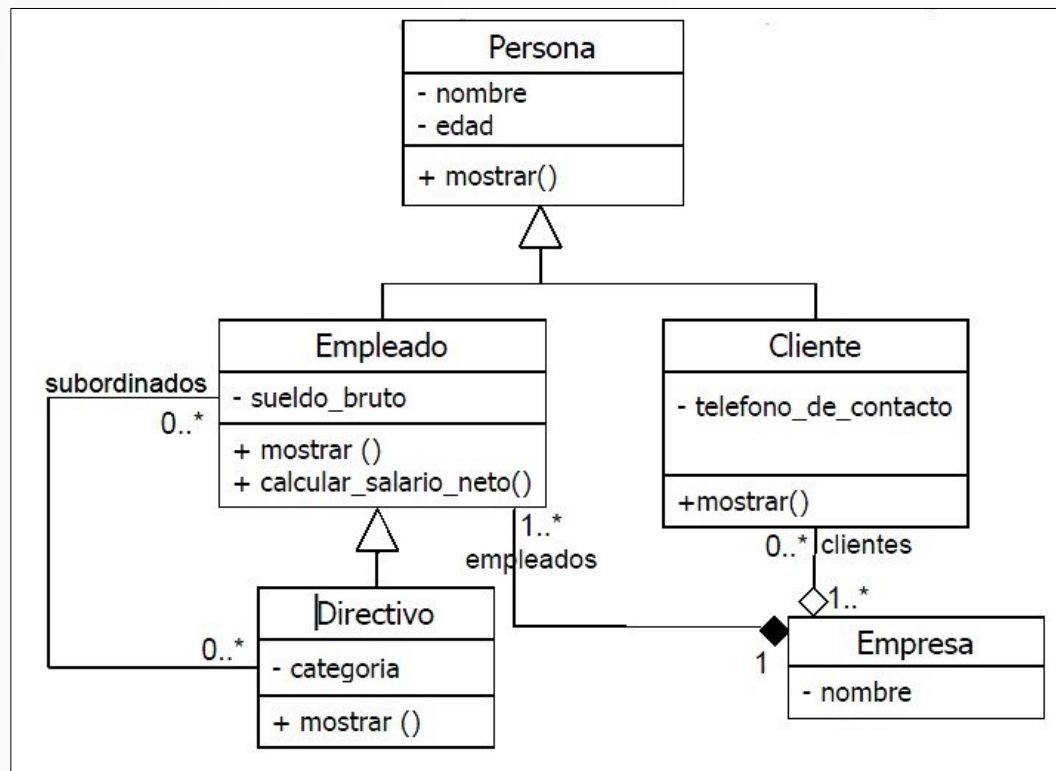 Persona
- nombre
- edad
+ mostrar()
Empleado
- sueldo_bruto
+ mostrar ()
+ calcular_salario_neto()
Cliente
- telefono_de_contacto
+mostrar()
subordinados
0..*
1..*
empleados
0..*
clientes
1..*
Directivo
- categoria
+ mostrar ()
0..*
1
Empresa
- nombre